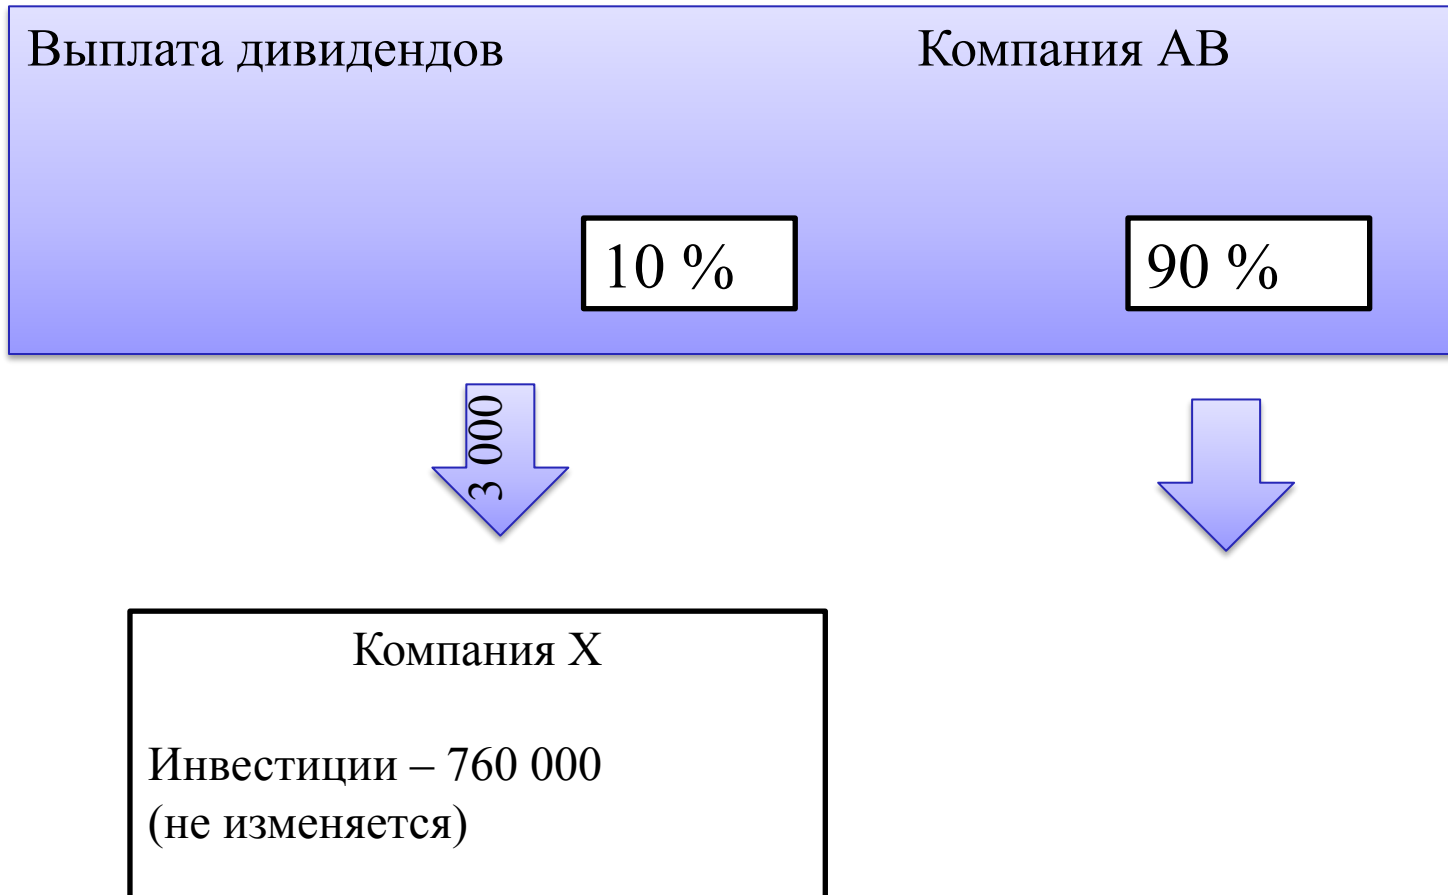 Выплата дивидендов Компания АВ
10 % 90 %
3 000
Компания Х
Инвестиции – 760 000
(не изменяется)